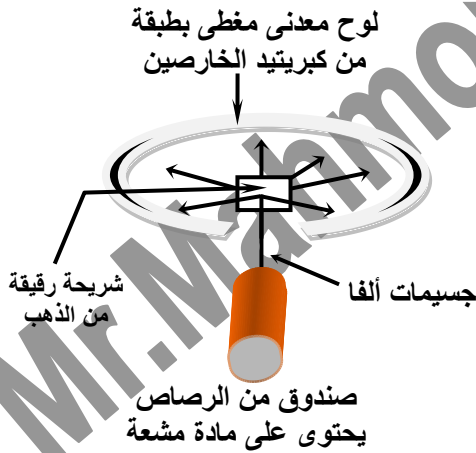 لوح معدنى مغطى بطبقة
من كبريتيد الخارصين
شريحة رقيقة
من الذهب
جسيمات ألفا
صندوق من الرصاص
يحتوى على مادة مشعة
Mr.Mahmo